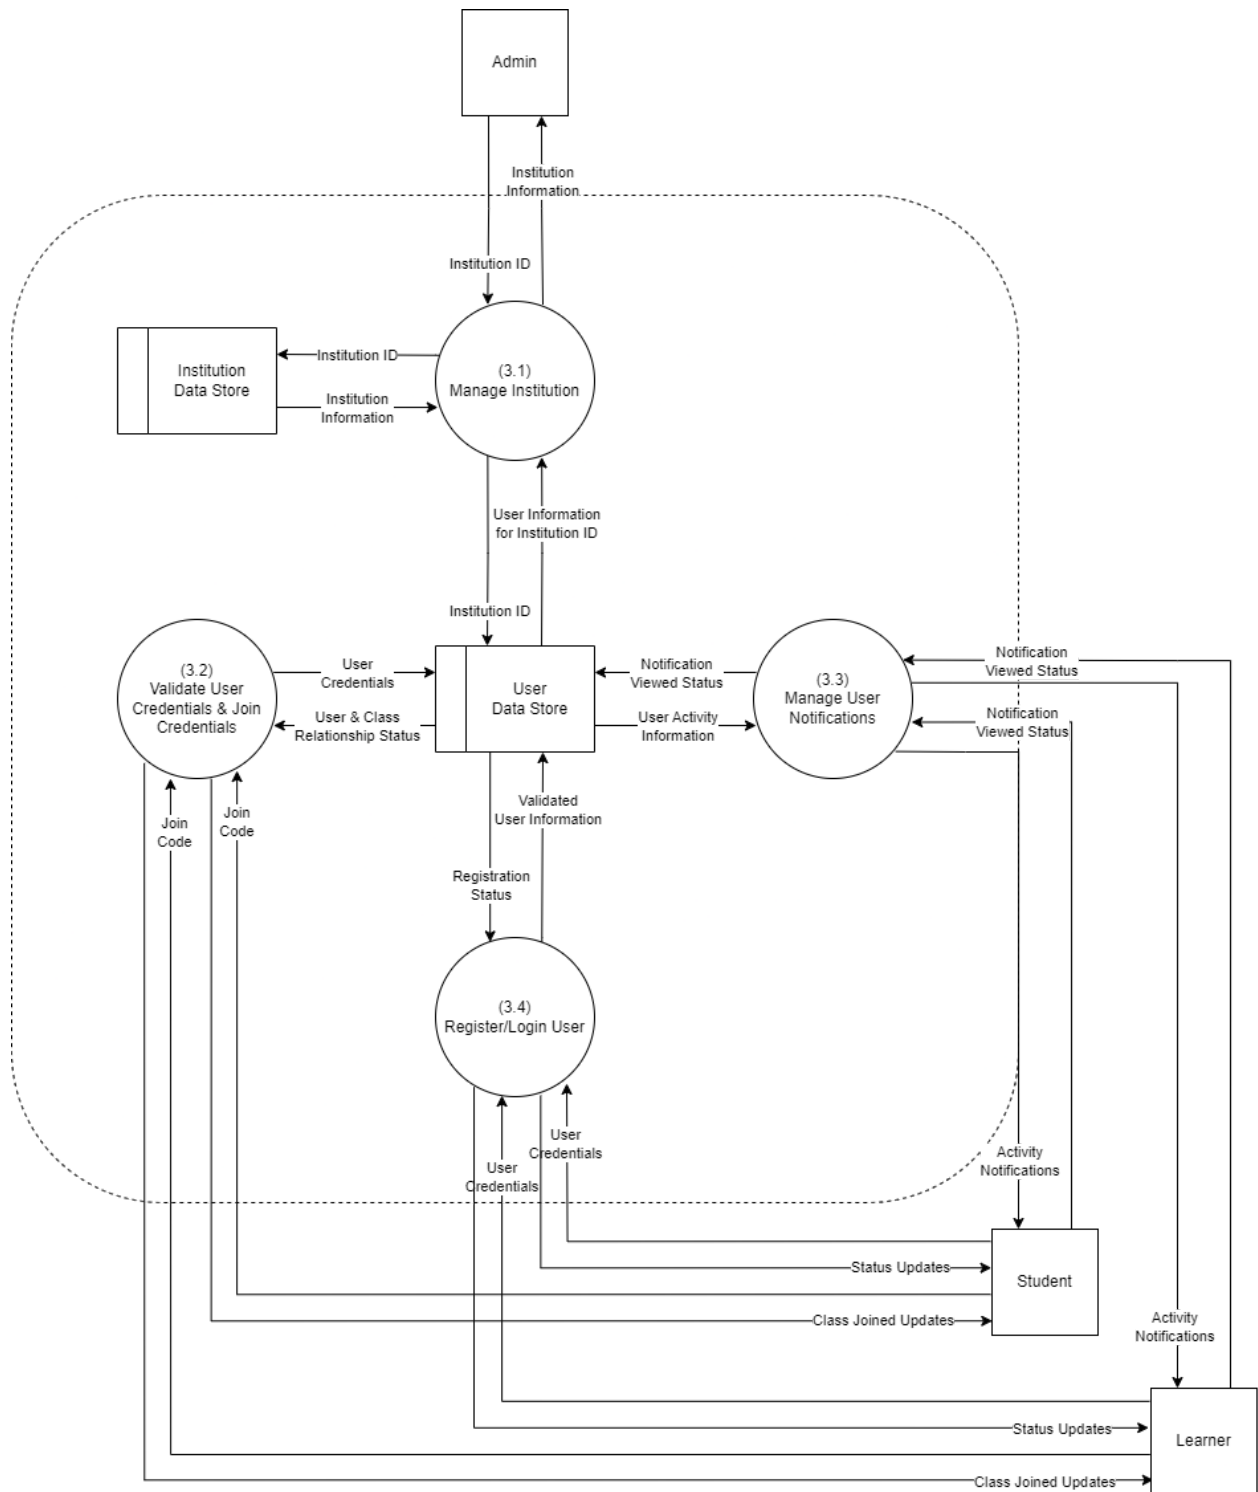 Admin
Institution
Information
Institution ID
Institution
Data Store
Institution ID
Institution
Information
(3.1)
Manage Institution
User Information
for Institution ID
Institution ID
(3.2)
Validate User
Credentials & Join
Credentials
User
Credentials
User & Class
Relationship Status
User
Data Store
Notification
Viewed Status
User Activity
Information
(3.3)
Manage User
Notifications
Notification
Viewed Status
Notification
Viewed Status
Join
Code
Join
Code
Validated
User Information
Registration
Status
(3.4)
Register/Login User
User
Credentials
User
Credentials
Activity
Notifications
Status Updates
Student
Class Joined Updates
Activity
Notifications
Status Updates
Learner
Class Joined Updates